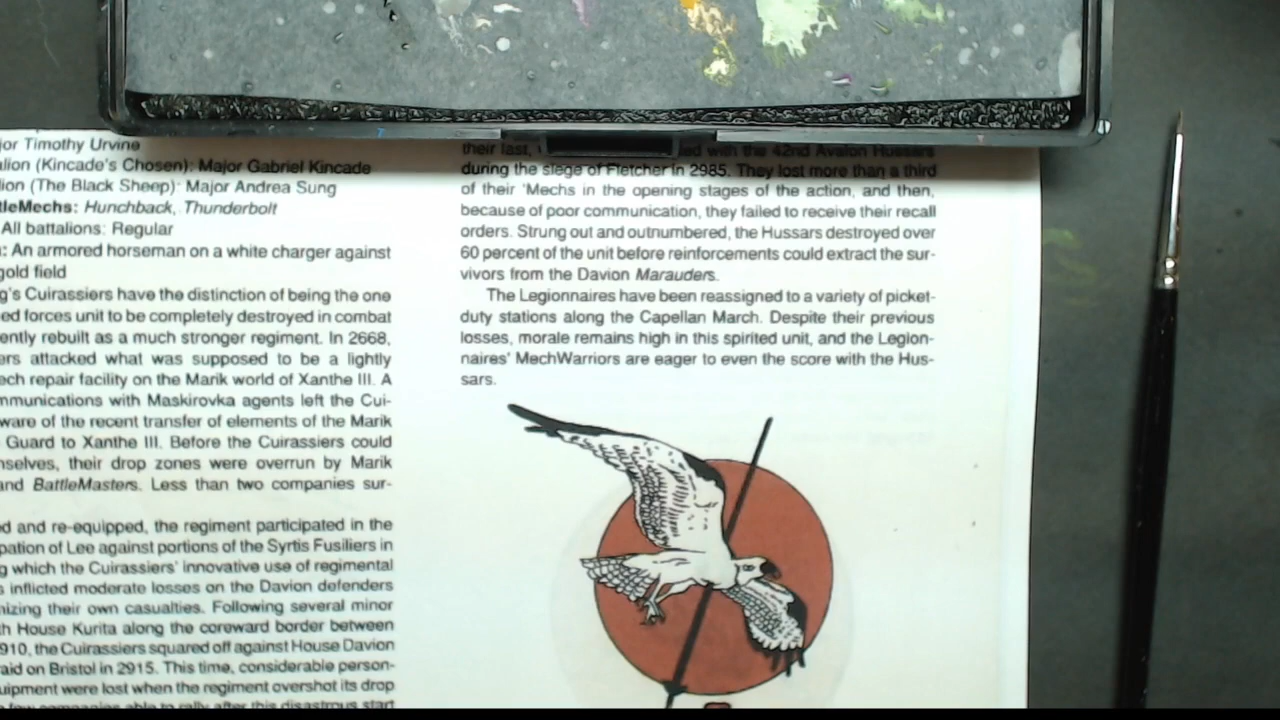 jor Timothy Urvine
alion (Kincade's Chosen): Major Gabriel Kincade
lion (The Black Sheep): Major Andrea Sung
tleMechs: Hunchback, Thunderbolt
All battalions: Regular
: An armored horseman on a white charger against
gold field
g's Cuirassiers have the distinction of being the one
ed forces unit to be completely destroyed in combat
ently rebuilt as a much stronger regiment. In 2668,
ers attacked what was supposed to be a lightly
ech repair facility on the Marik world of Xanthe III. A
mmunications with Maskirovka agents left the Cui-
ware of the recent transfer of elements of the Marik
Guard to Xanthe III. Before the Cuirassiers could
nselves, their drop zones were overrun by Marik
and BattleMasters. Less than two companies sur-
ed and re-equipped, the regiment participated in the
pation of Lee against portions of the Syrtis Fusiliers in
g which the Cuirassiers' innovative use of regimental
s inflicted moderate losses on the Davion defenders
nizing their own casualties. Following several minor
th House Kurita along the coreward border between
910, the Cuirassiers squared off against House Davion
raid on Bristol in 2915. This time, considerable person-
uipment were lost when the regiment overshot its drop
few companies able to rally after this disastrous start
their last, with the 42nd Avalon Hussars
during the siege of Fletcher in 2985. They lost more than a third
of their 'Mechs in the opening stages of the action, and then,
because of poor communication, they failed to receive their recall
orders. Strung out and outnumbered, the Hussars destroyed over
60 percent of the unit before reinforcements could extract the sur-
vivors from the Davion Marauders.
The Legionnaires have been reassigned to a variety of picket-
duty stations along the Capellan March. Despite their previous
losses, morale remains high in this spirited unit, and the Legion-
naires' MechWarriors are eager to even the score with the Hus-
sars.